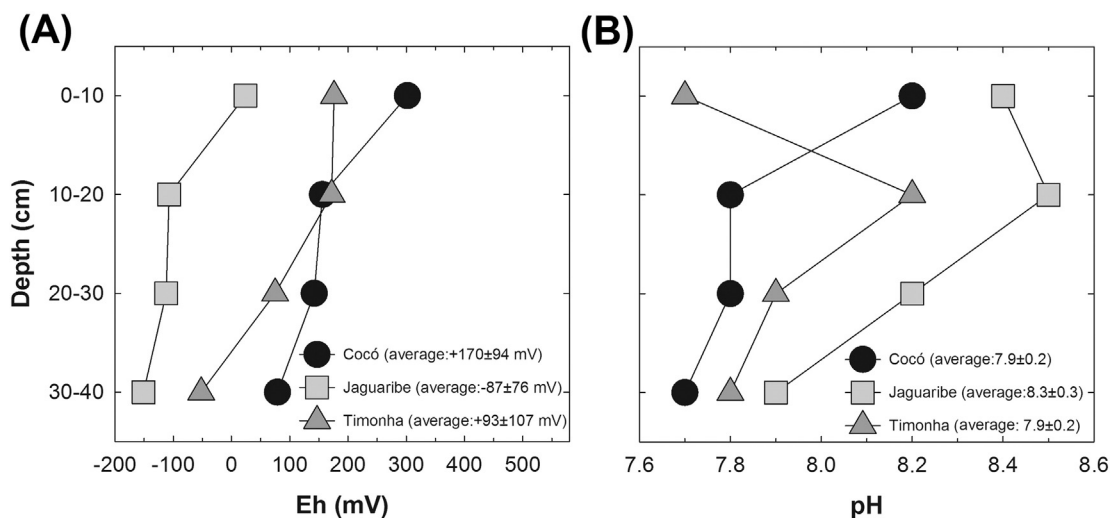 (A)
0-10
10-20
20-30
30-40
Depth (cm)
Cocó (average:+170±94 mV)
Jaguaribe (average:-87±76 mV)
Timonha (average:+93±107 mV)
-200 -100 0 100 200 300 400 500
Eh (mV)
(B)
Cocó (average:7.9±0.2)
Jaguaribe (average:8.3±0.3)
Timonha (average: 7.9±0.2)
7.6 7.8 8.0 8.2 8.4 8.6
pH